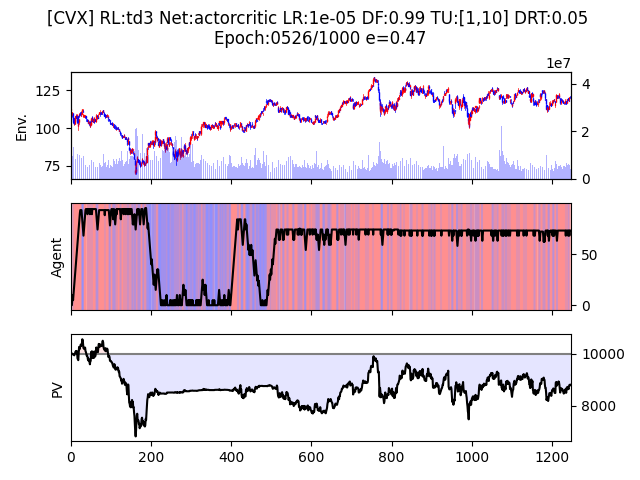 [CVX] RL:td3 Net:actorcritic LR:1e-05 DF:0.99 TU:[1,10] DRT:0.05
Epoch:0526/1000 e=0.47
1e7
Env.
125
100
75
4
2
0
Agent
50
0
PV
10000
8000
0 200 400 600 800 1000 1200